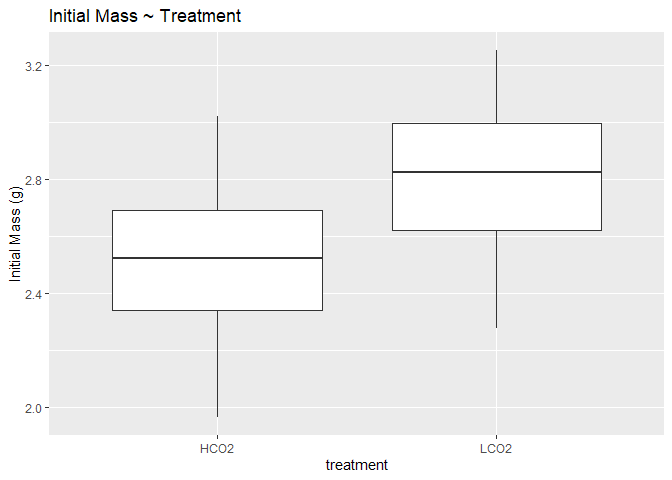 Initial Mass ~ Treatment
3.2
2.8
2.4
2.0
Initial Mass (g)
HCO2
LCO2
treatment